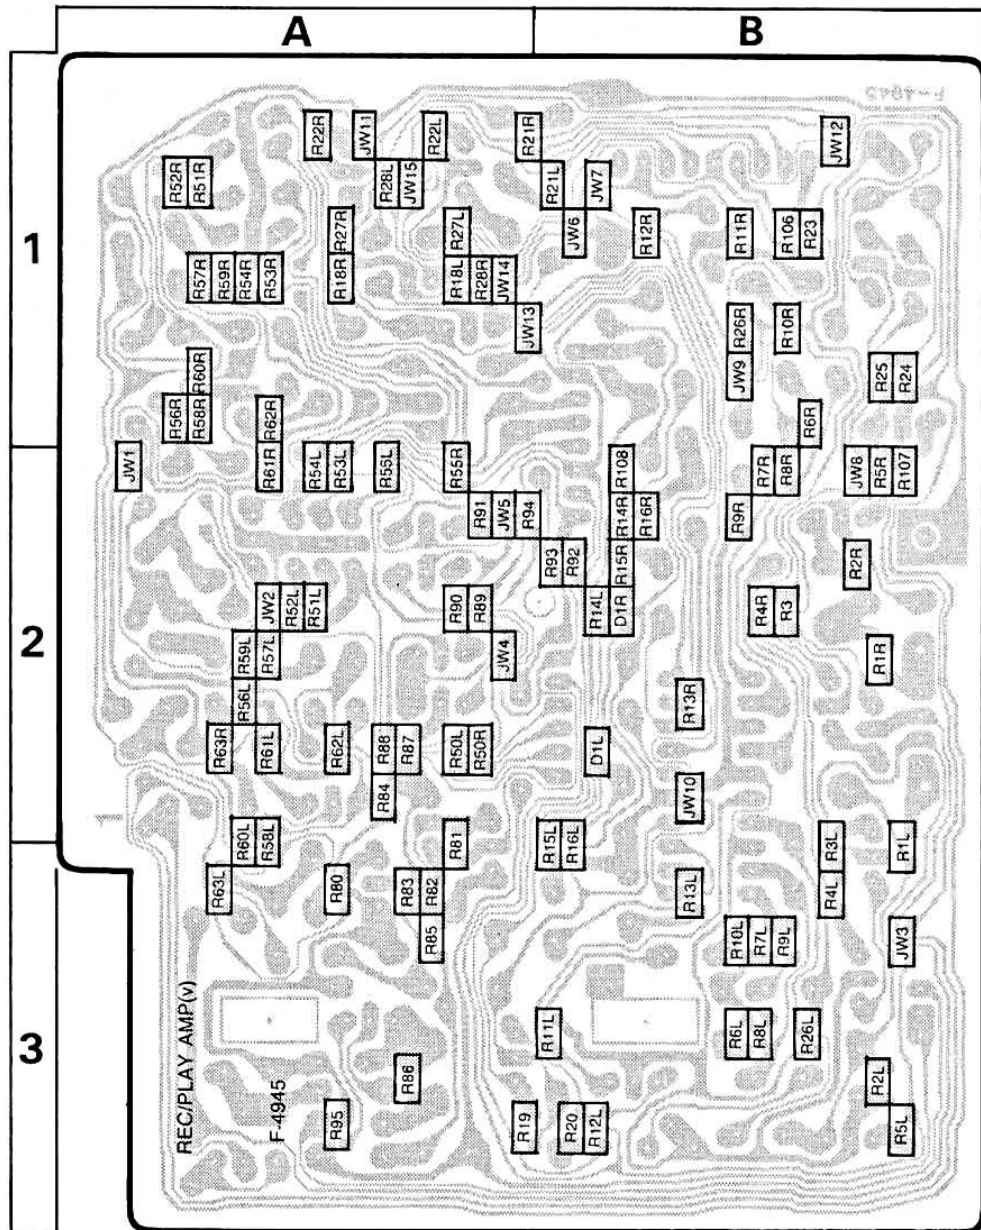 A
B
1
2
3
F-4945
R22R
JW11
R22L
R21R
JW12
R52R
R51R
R28L
JW15
R21L
JW7
R27R
R27L
JW6
R12R
R11R
R106
R23
R57R
R59R
R54R
R53R
R18R
R18L
R28R
JW14
JW13
R26R
R10R
R60R
JW9
R25
R24
R56R
R58R
R62R
R6R
JW1
R61R
R54L
R53L
R55L
R55R
R108
R7R
R8R
JW8
R5R
R107
R91
JW5
R94
R14R
R16R
R9R
R93
R92
R15R
R2R
JW2
R52L
R51L
R90
R89
R14L
D1R
R4R
R3
R59L
R57L
JW4
R1R
R56L
R13R
R63R
R61L
R62L
R88
R87
R50L
R50R
D1L
R84
JW10
R60L
R58L
R81
R15L
R16L
R3L
R1L
R63L
R80
R83
R82
R13L
R4L
R85
R10L
R7L
R9L
JW3
REC/PLAY AMP(v)
R11L
R6L
R8L
R26L
F-4945
R86
R2L
R95
R19
R20
R12L
R5L